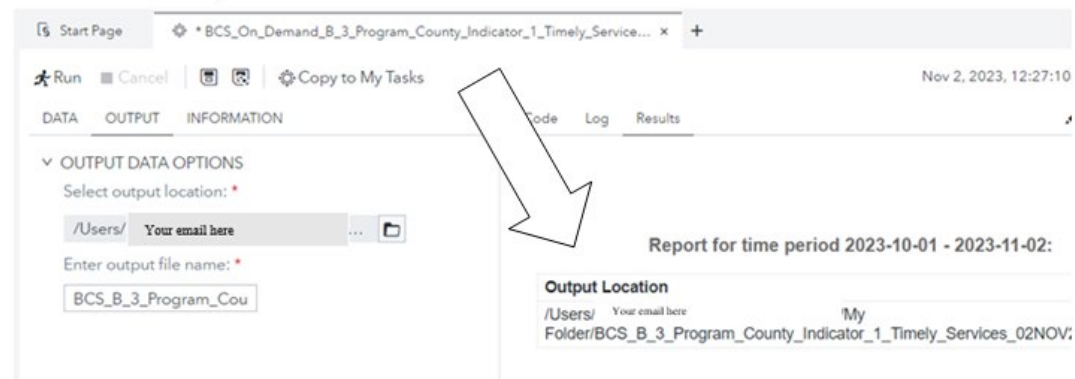 Start Page * BCS_On_Demand_B_3_Program_County_Indicator_1_Timely_Service... × +
Run Cancel Copy to My Tasks Nov 2, 2023, 12:27:10
DATA OUTPUT INFORMATION Code Log Results
OUTPUT DATA OPTIONS
Select output location: *
/Users/ Your email here ...
Enter output file name: *
BCS_B_3_Program_Cou
Report for time period 2023-10-01 - 2023-11-02:
Output Location
/Users/ Your email here 'My
Folder/BCS_B_3_Program_County_Indicator_1_Timely_Services_02NOV